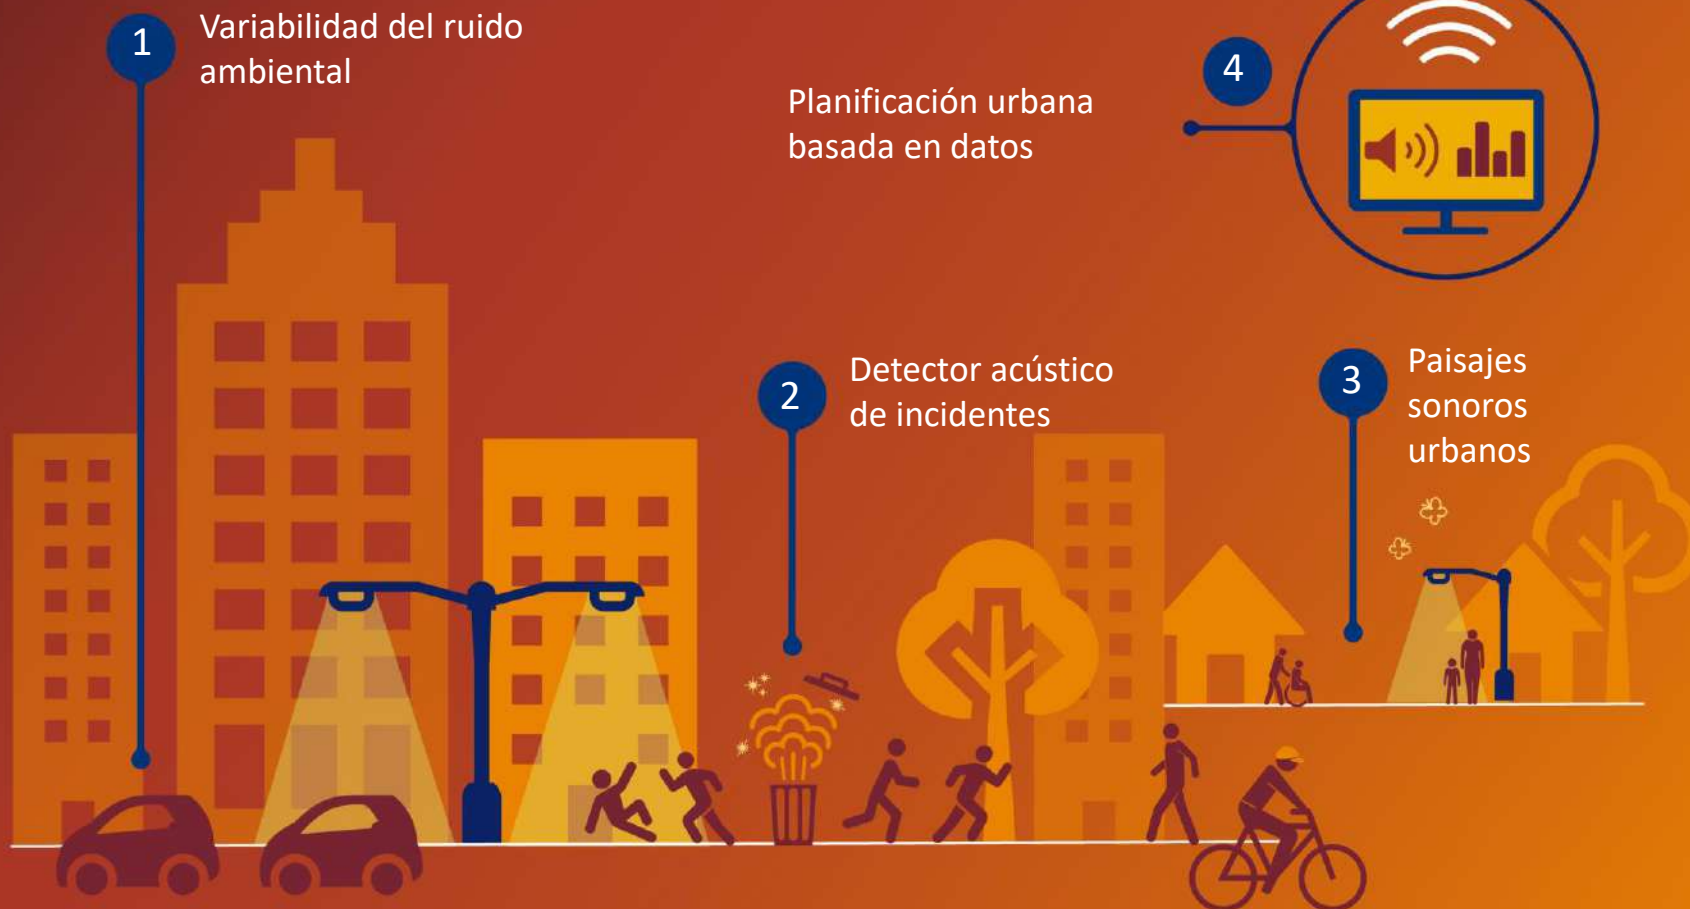 1
Variabilidad del ruido
ambiental
2
Detector acústico
de incidentes
3
Paisajes
sonoros
urbanos
4
Planificación urbana
basada en datos